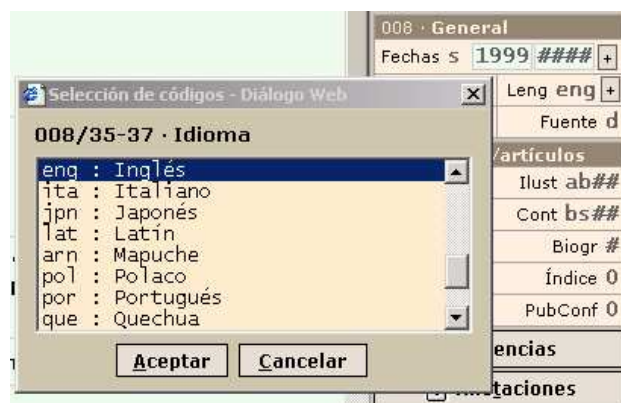 008 · General
Fechas s 1999 #### +
Selección de códigos - Diálogo Web
Leng eng +
008/35-37 · Idioma
Fuente d
eng : Inglés
ita : Italiano
jpn : Japonés
lat : Latín
arn : Mapuche
pol : Polaco
por : Portugués
que : Quechua
/artículos
Ilust ab##
Cont bs##
Biogr #
Índice 0
PubConf 0
Aceptar Cancelar
encias
taciones